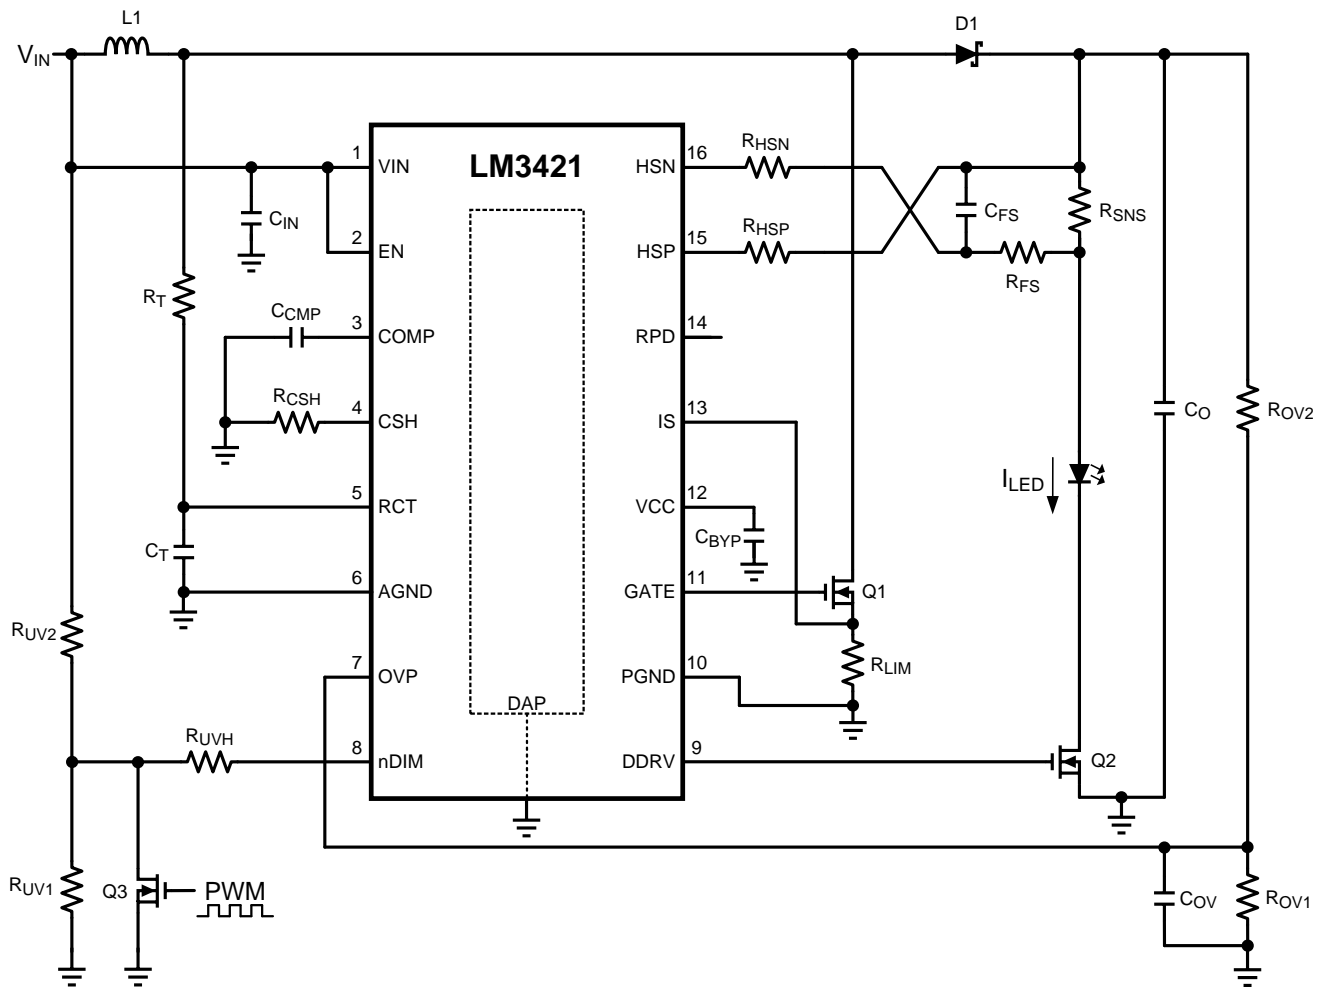 L1
D1
VIN
LM3421
1
VIN
HSN
16
RHSN
CIN
CFS
RSNS
2
EN
HSP
15
RHSP
RFS
RT
CCMP
3
COMP
RPD
14
RCSH
4
CSH
IS
13
CO
ROV2
ILED
5
RCT
VCC
12
CBYP
CT
6
AGND
GATE
11
Q1
RUV2
7
OVP
PGND
10
RLIM
DAP
RUVH
8
nDIM
DDRV
9
Q2
RUV1
Q3
PWM
COV
ROV1